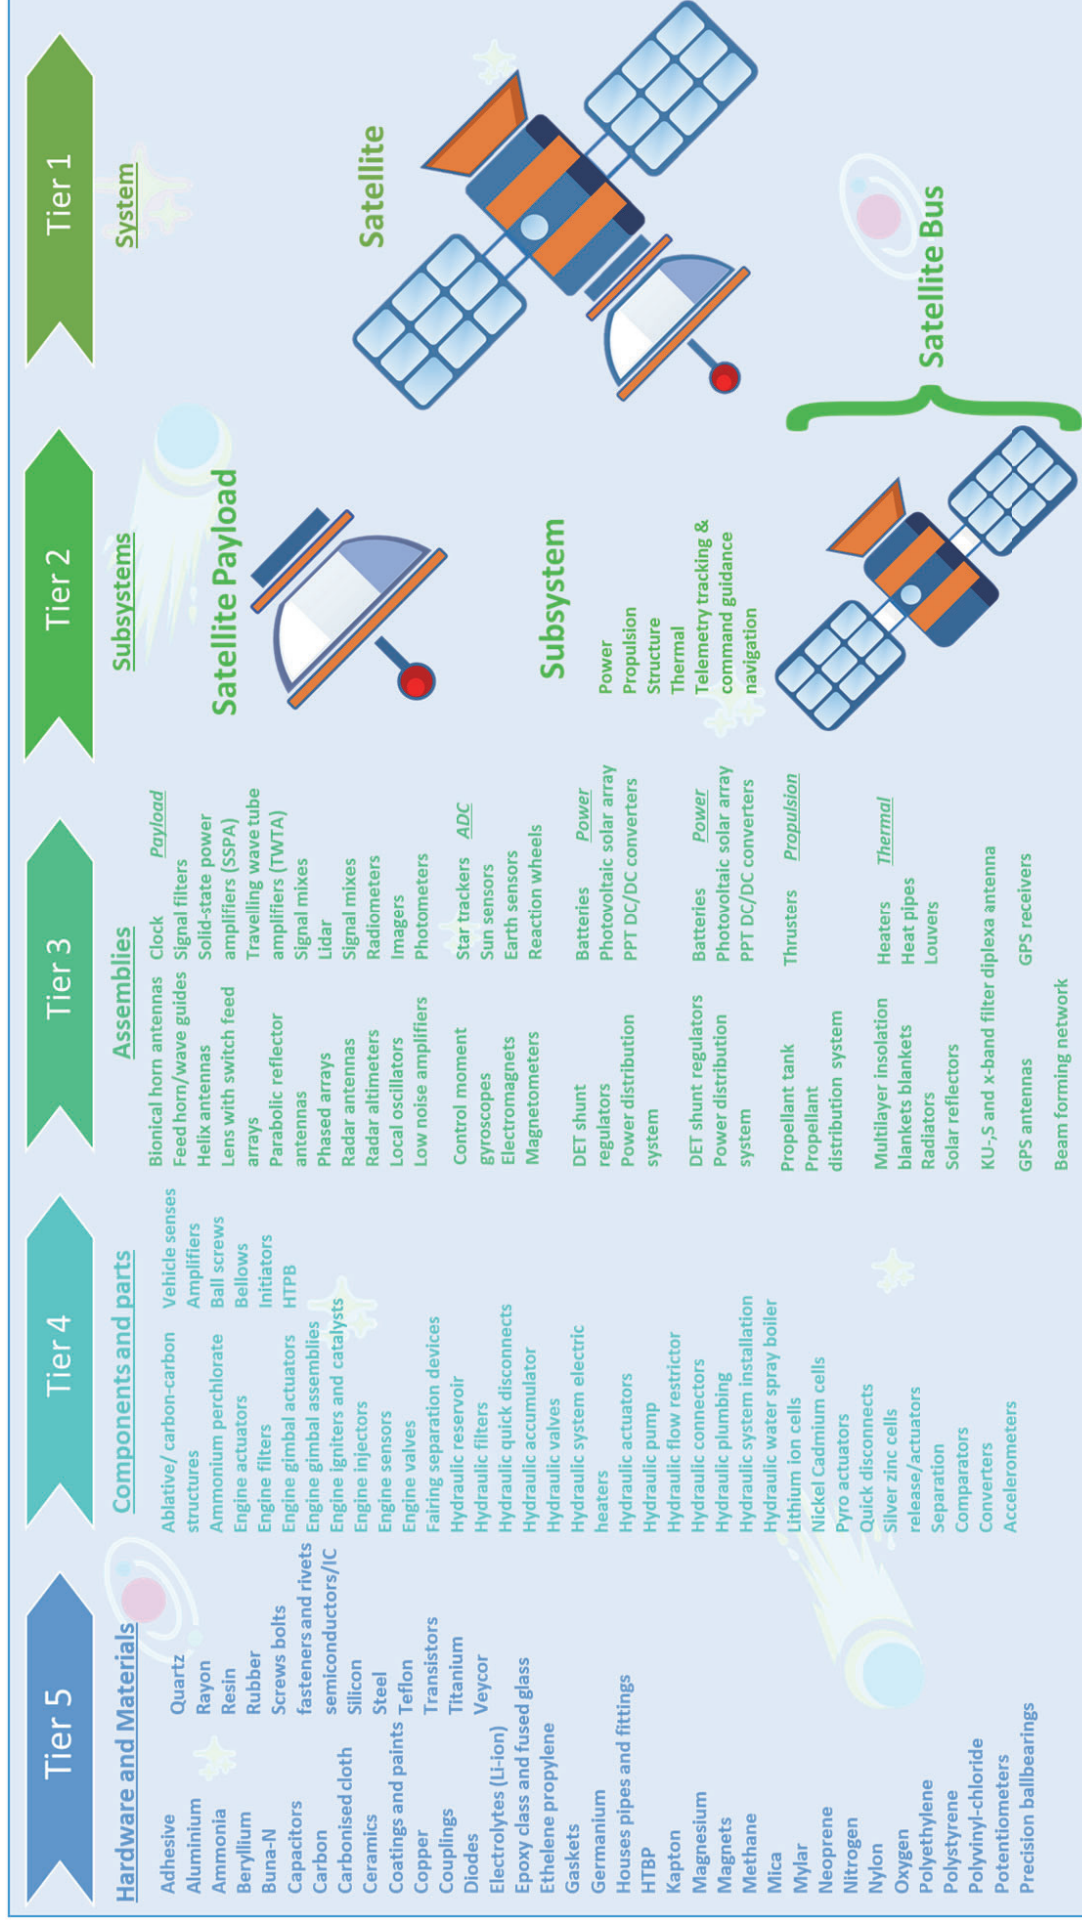 Tier 5
Hardware and Materials
Adhesive
Aluminium
Ammonia
Beryllium
Buna-N
Capacitors
Carbon
Carbonised cloth
Ceramics
Coatings and paints
Copper
Couplings
Diodes
Electrolytes (Li-ion)
Epoxy class and fused glass
Ethelene propylene
Gaskets
Germanium
Houses pipes and fittings
HTBP
Kapton
Magnesium
Magnets
Methane
Mica
Mylar
Neoprene
Nitrogen
Nylon
Oxygen
Polyethylene
Polystyrene
Polyvinyl-chloride
Potentiometers
Precision ballbearings
Quartz
Rayon
Resin
Rubber
Screws bolts
fasteners and rivets
semiconductors/IC
Silicon
Steel
Teflon
Transistors
Titanium
Veycor
Tier 4
Components and parts
Ablative/ carbon-carbon
structures
Ammonium perchlorate
Engine actuators
Engine filters
Engine gimbal actuators
Engine gimbal assemblies
Engine igniters and catalysts
Engine injectors
Engine sensors
Engine valves
Fairing separation devices
Hydraulic reservoir
Hydraulic filters
Hydraulic quick disconnects
Hydraulic accumulator
Hydraulic valves
Hydraulic system electric
heaters
Hydraulic actuators
Hydraulic pump
Hydraulic flow restrictor
Hydraulic connectors
Hydraulic plumbing
Hydraulic system installation
Hydraulic water spray boiler
Lithium ion cells
Nickel Cadmium cells
Pyro actuators
Quick disconnects
Silver zinc cells
release/actuators
Separation
Comparators
Converters
Accelerometers
Vehicle senses
Amplifiers
Ball screws
Bellows
Initiators
HTPB
Tier 3
Assemblies
Payload
Bionical horn antennas
Feed horn/wave guides
Helix antennas
Lens with switch feed
arrays
Parabolic reflector
antennas
Phased arrays
Radar antennas
Radar altimeters
Local oscillators
Low noise amplifiers
Clock
Signal filters
Solid-state power
amplifiers (SSPA)
Travelling wave tube
amplifiers (TWTA)
Signal mixes
Lidar
Signal mixes
Radiometers
Imagers
Photometers
ADC
Control moment
gyroscopes
Electromagnets
Magnetometers
Start trackers
Sun sensors
Earth sensors
Reaction wheels
Power
DET shunt
regulators
Power distribution
system
Batteries
Photovoltaic solar array
PPT DC/DC converters
Power
DET shunt regulators
Power distribution
system
Batteries
Photovoltaic solar array
PPT DC/DC converters
Propulsion
Propellant tank
Propellant
distribution system
Thrusters
Thermal
Multilayer insolation
blankets blankets
Radiators
Solar reflectors
Heaters
Heat pipes
Louvers
KU-,S and x-band filter diplexa antenna
GPS antennas
GPS receivers
Beam forming network
Tier 2
Subsystems
Satellite Payload
Subsystem
Power
Propulsion
Structure
Thermal
Telemetry tracking &
command guidance
navigation
Tier 1
System
Satellite
Satellite Bus